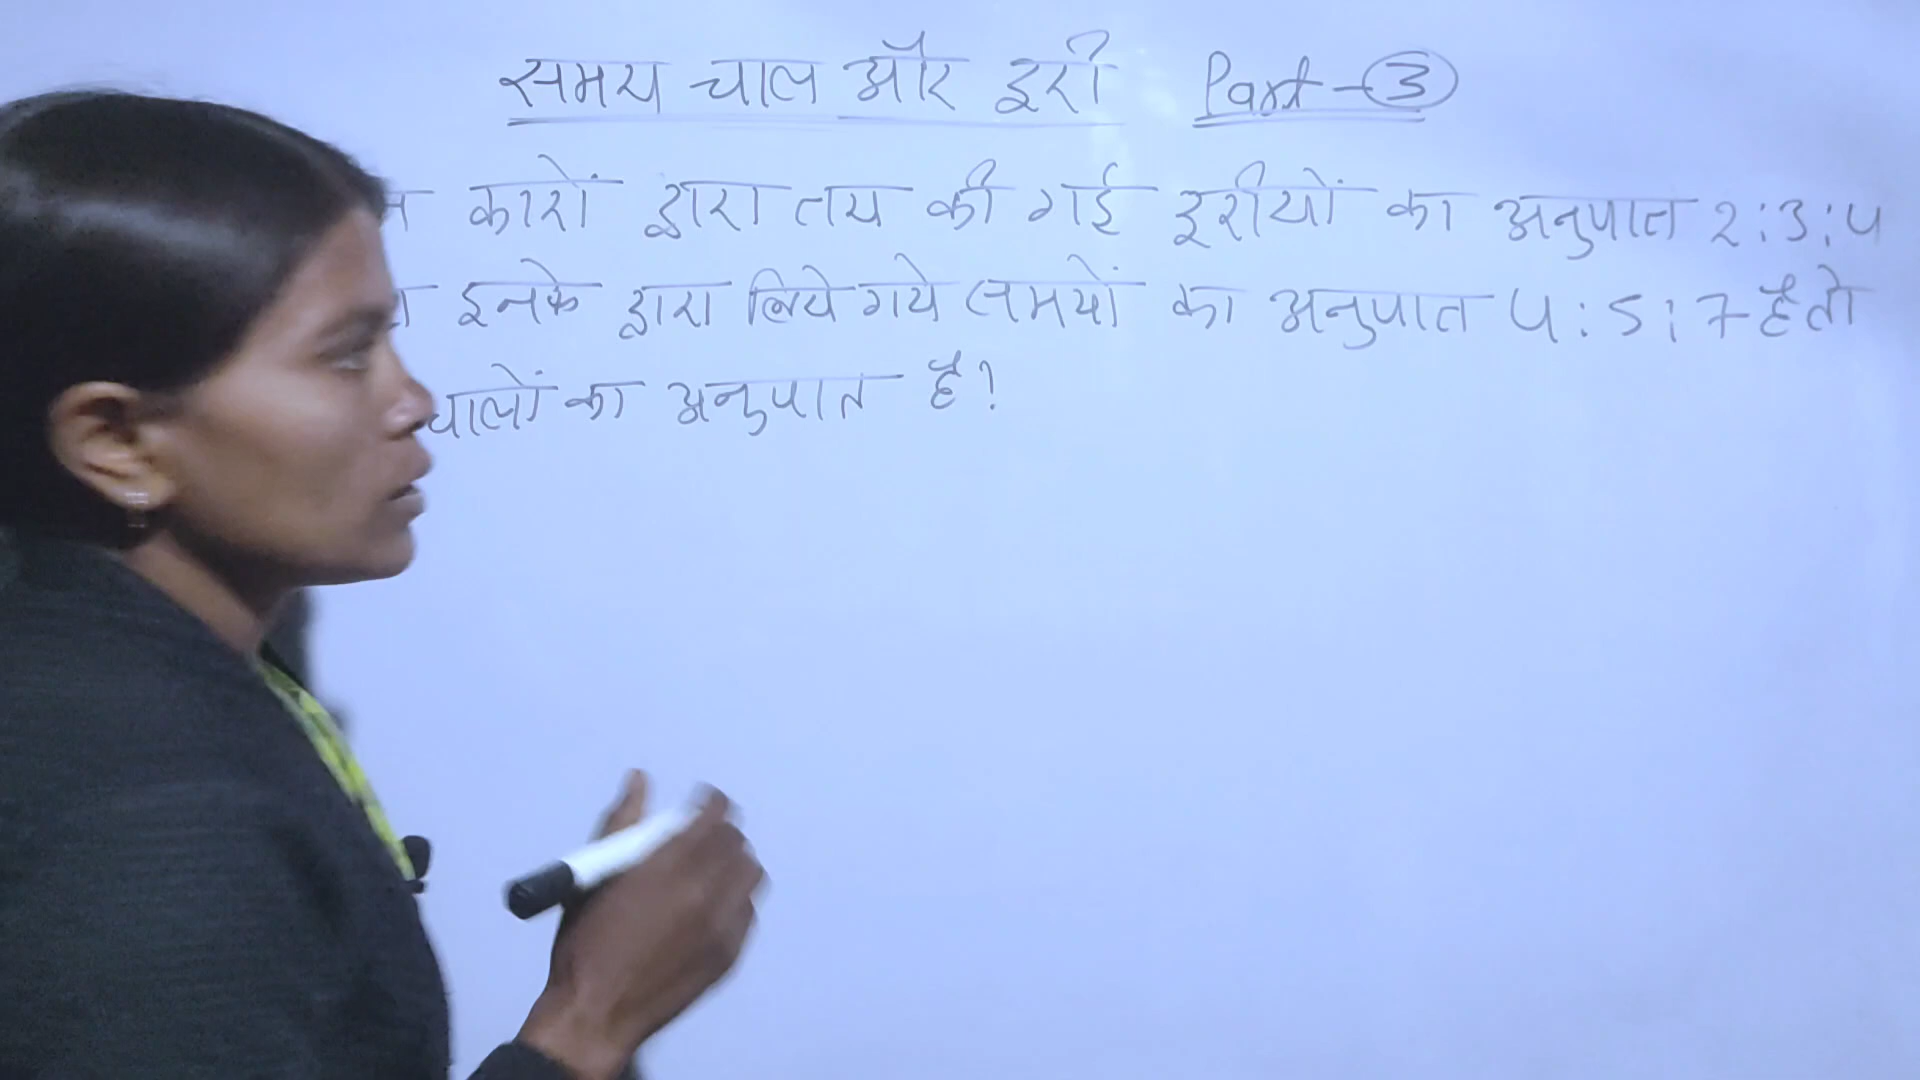 समय चाल और दूरी Part-3
कारों द्वारा तय की गई दूरीयों का अनुपात 2:3:4
इनके द्वारा लिये गये समयों का अनुपात 4:5:7 है तो
चालों का अनुपात है?